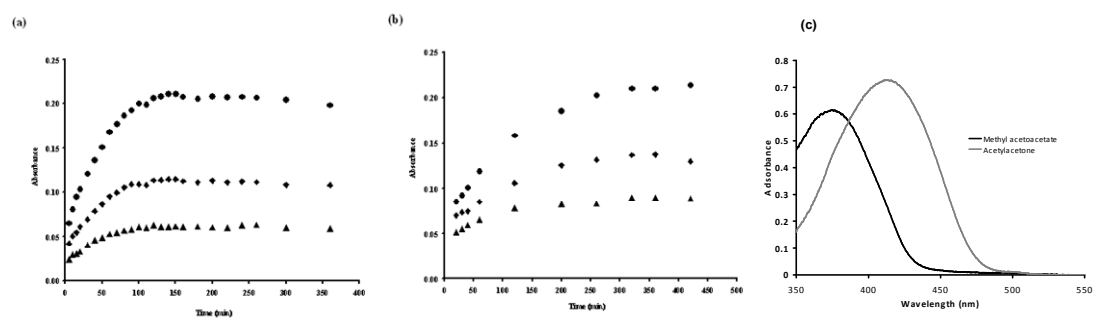 (a)
0.25
0.20
0.15
0.10
0.05
0.00
Absorbance
0 50 100 150 200 250 300 350 400
Time (min.)
(b)
0.25
0.20
0.15
0.10
0.05
0.00
Absorbance
0 50 100 150 200 250 300 350 400 450 500
Time (min.)
(c)
0.8
0.7
0.6
0.5
0.4
0.3
0.2
0.1
0
Adsorbance
Methyl acetoacetate
Acetylacetone
350 400 450 500 550
Wavelength (nm)